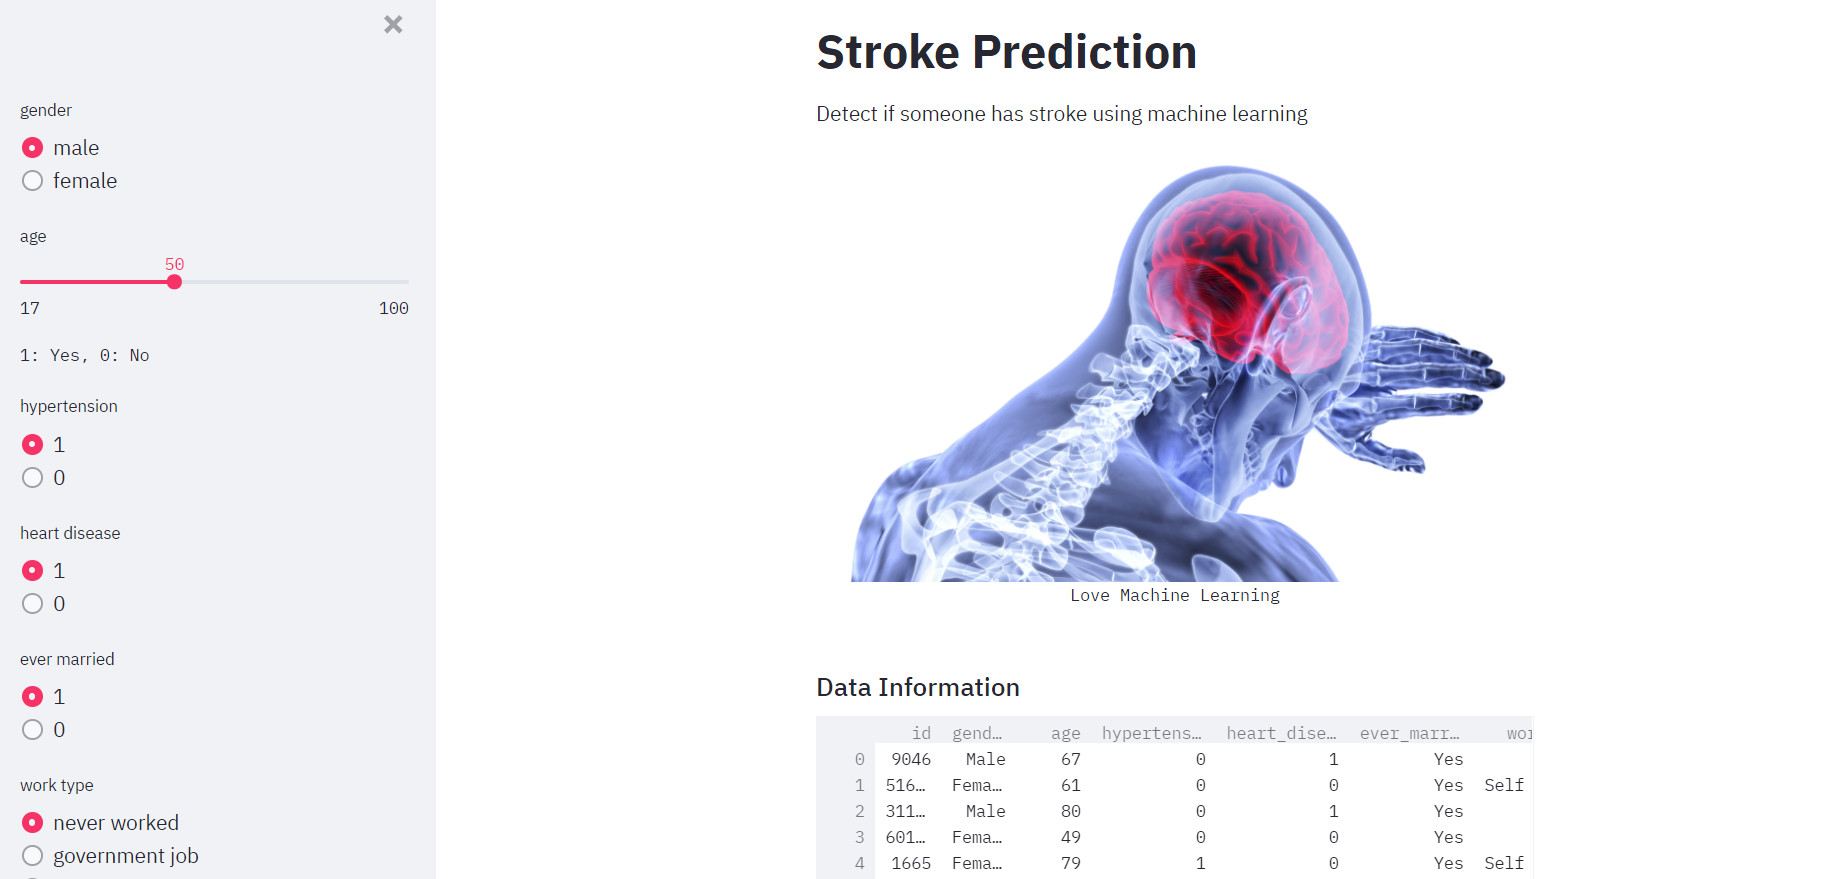 gender
male
female
age
50
17 100
1: Yes, 0: No
hypertension
1
0
heart disease
1
0
ever married
1
0
work type
never worked
government job
Stroke Prediction
Detect if someone has stroke using machine learning
Love Machine Learning
Data Information
id gend… age hypertens… heart_dise… ever_marr… wor
0 9046 Male 67 0 1 Yes
1 516… Fema… 61 0 0 Yes Self
2 311… Male 80 0 1 Yes
3 601… Fema… 49 0 0 Yes
4 1665 Fema… 79 1 0 Yes Self